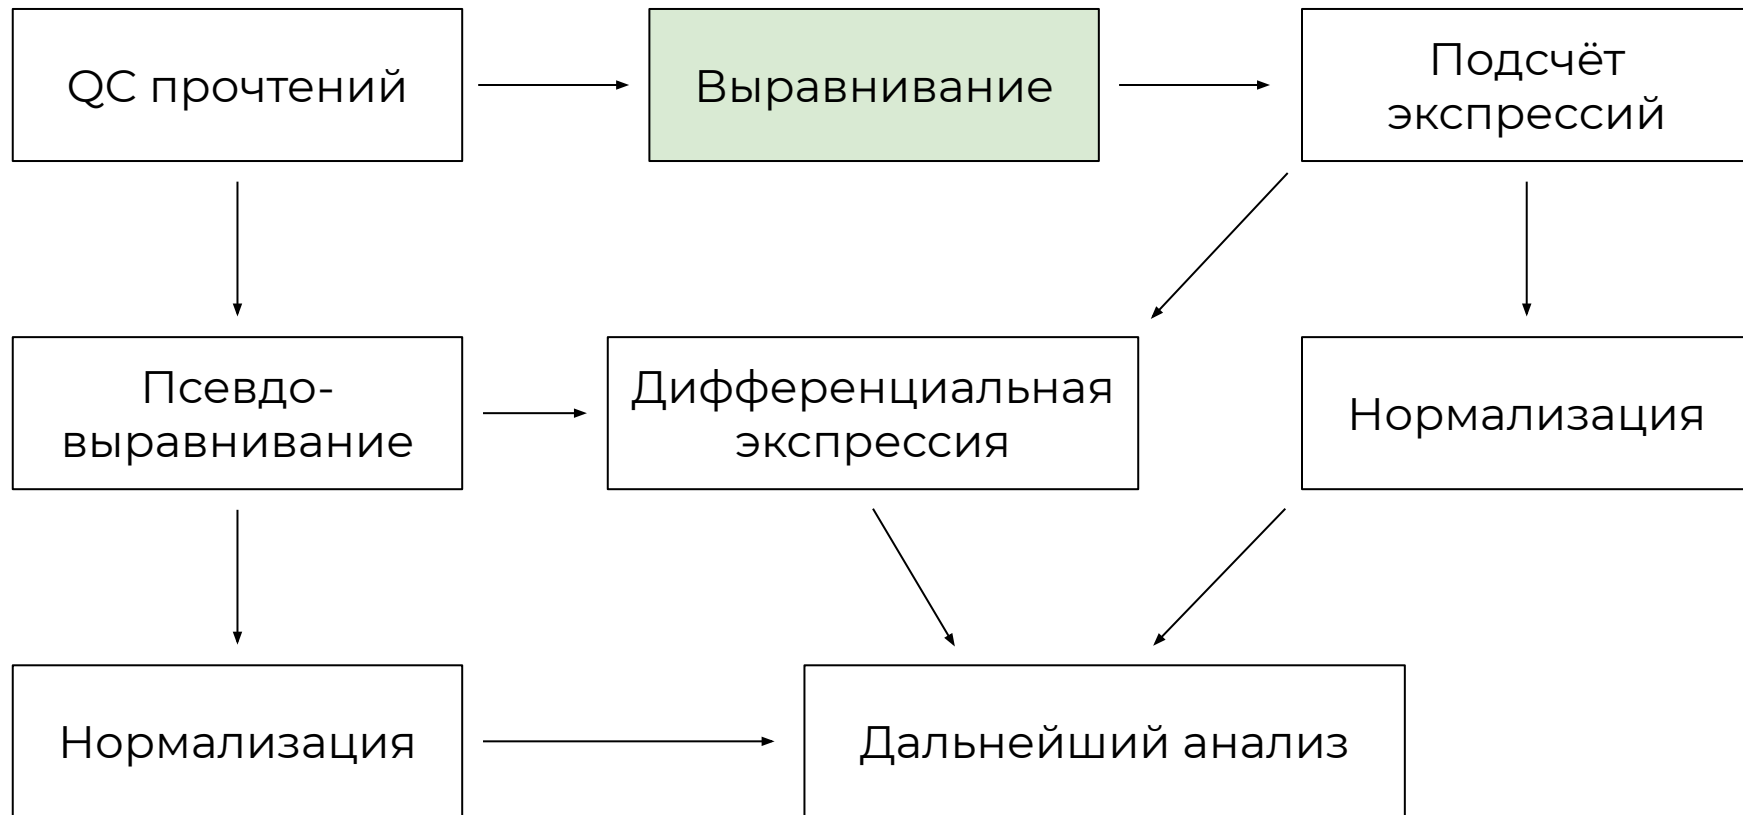 QC прочтений
Выравнивание
Подсчёт
экспрессий
Псевдо-
выравнивание
Дифференциальная
экспрессия
Нормализация
Нормализация
Дальнейший анализ